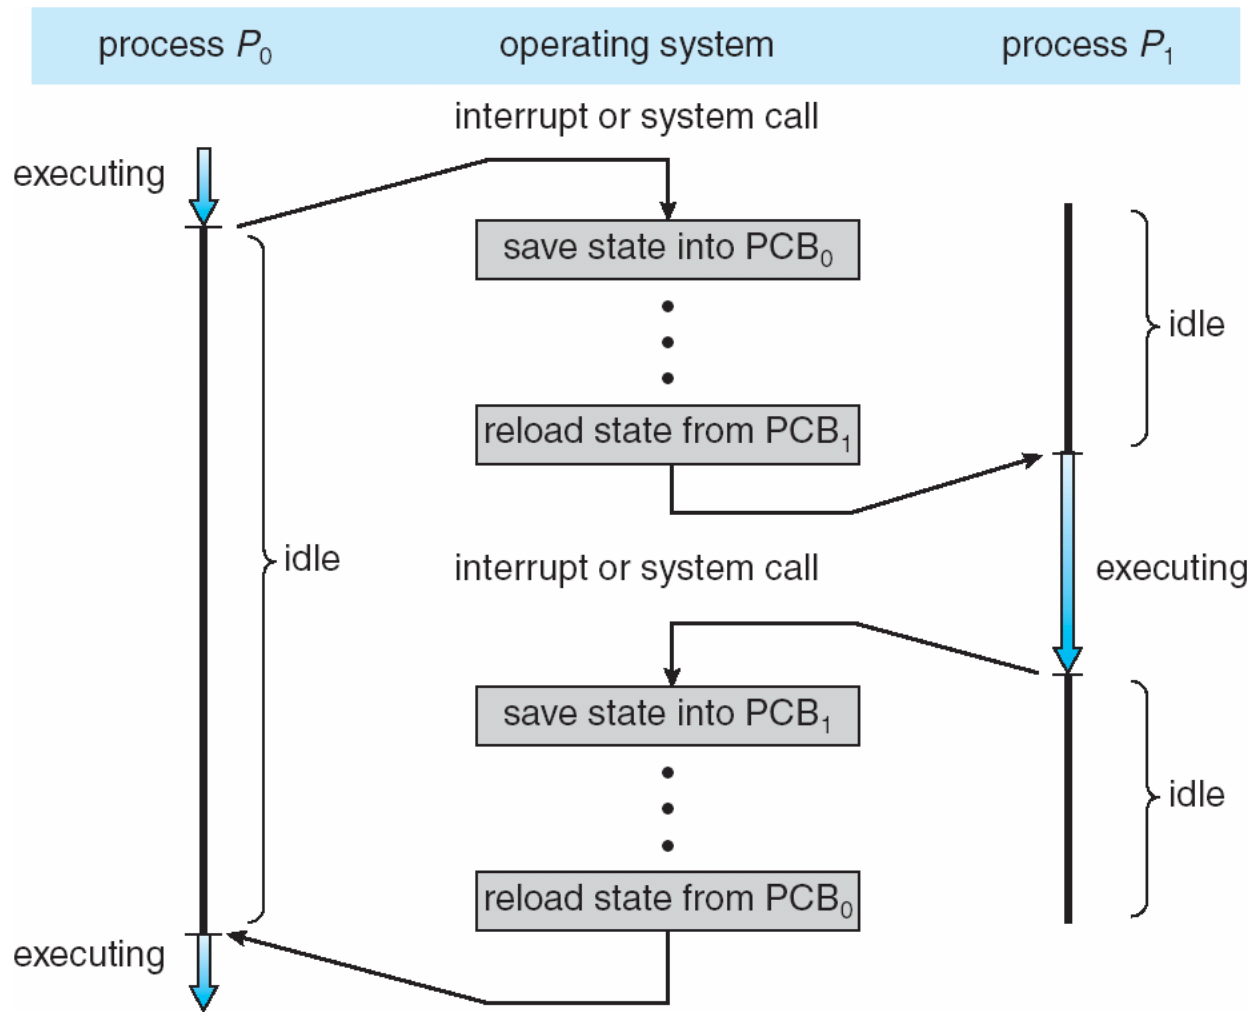 process P₀ operating system process P₁
interrupt or system call
executing
save state into PCB₀
idle
reload state from PCB₁
idle
interrupt or system call
executing
save state into PCB₁
idle
reload state from PCB₀
executing